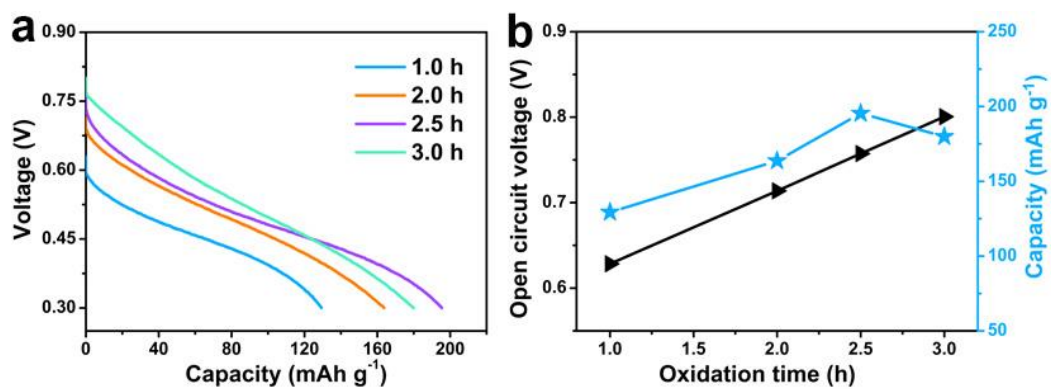 a
Voltage (V)
0.90
0.75
0.60
0.45
0.30
0 40 80 120 160 200
Capacity (mAh g⁻¹)
1.0 h
2.0 h
2.5 h
3.0 h
b
Open circuit voltage (V)
0.9
0.8
0.7
0.6
1.0 1.5 2.0 2.5 3.0
Oxidation time (h)
250
200
150
100
50
Capacity (mAh g⁻¹)